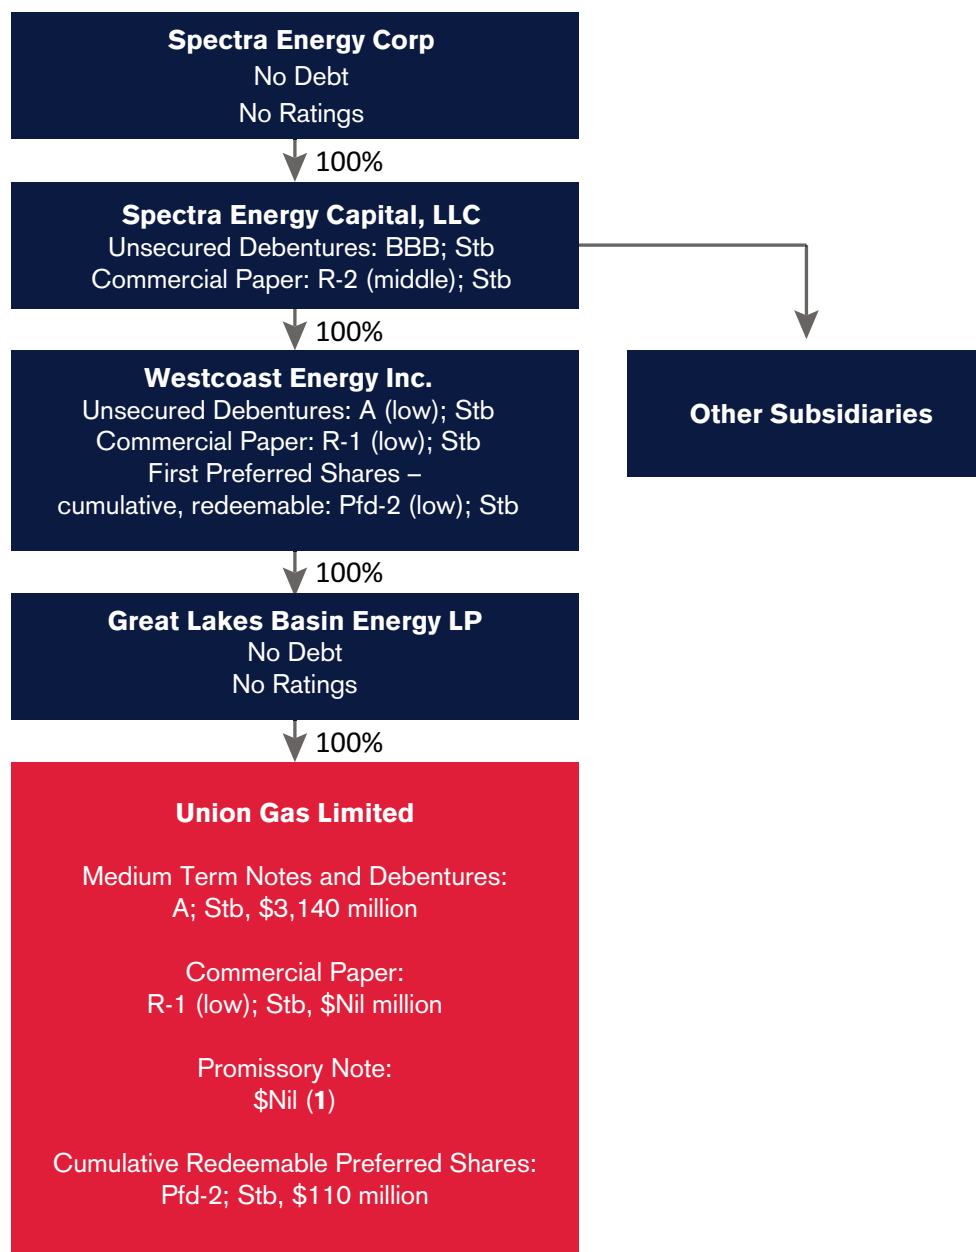 Spectra Energy Corp
No Debt
No Ratings
100%
Spectra Energy Capital, LLC
Unsecured Debentures: BBB; Stb
Commercial Paper: R-2 (middle); Stb
100%
Westcoast Energy Inc.
Unsecured Debentures: A (low); Stb
Commercial Paper: R-1 (low); Stb
First Preferred Shares –
cumulative, redeemable: Pfd-2 (low); Stb
Other Subsidiaries
100%
Great Lakes Basin Energy LP
No Debt
No Ratings
100%
Union Gas Limited
Medium Term Notes and Debentures:
A; Stb, $3,140 million
Commercial Paper:
R-1 (low); Stb, $Nil million
Promissory Note:
$Nil (1)
Cumulative Redeemable Preferred Shares:
Pfd-2; Stb, $110 million